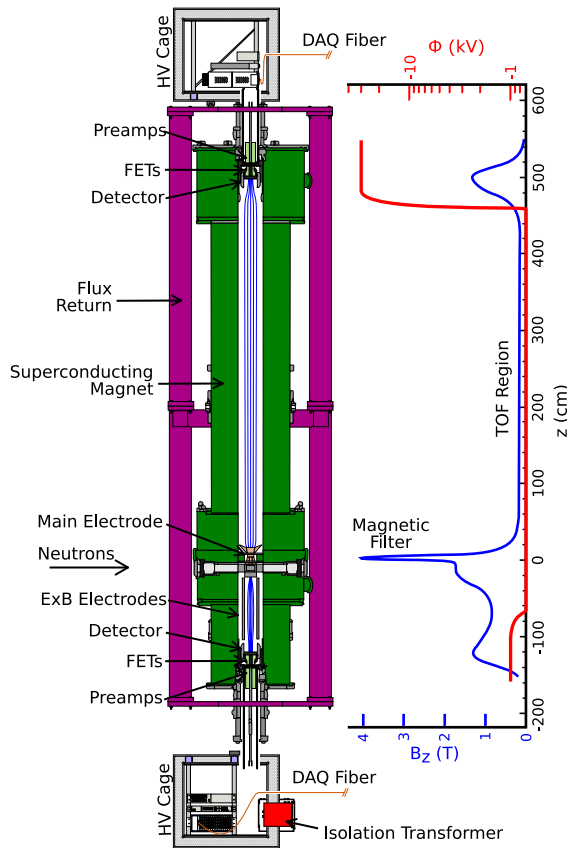 HV Cage
DAQ Fiber
Preamps
FETs
Detector
Flux
Return
Superconducting
Magnet
Main Electrode
Neutrons
ExB Electrodes
Detector
FETs
Preamps
HV Cage
DAQ Fiber
Isolation Transformer
Φ (kV)
-10
-1
600
500
400
300
200
100
0
-100
-200
z (cm)
TOF Region
Magnetic
Filter
4
3
2
1
0
Bz (T)